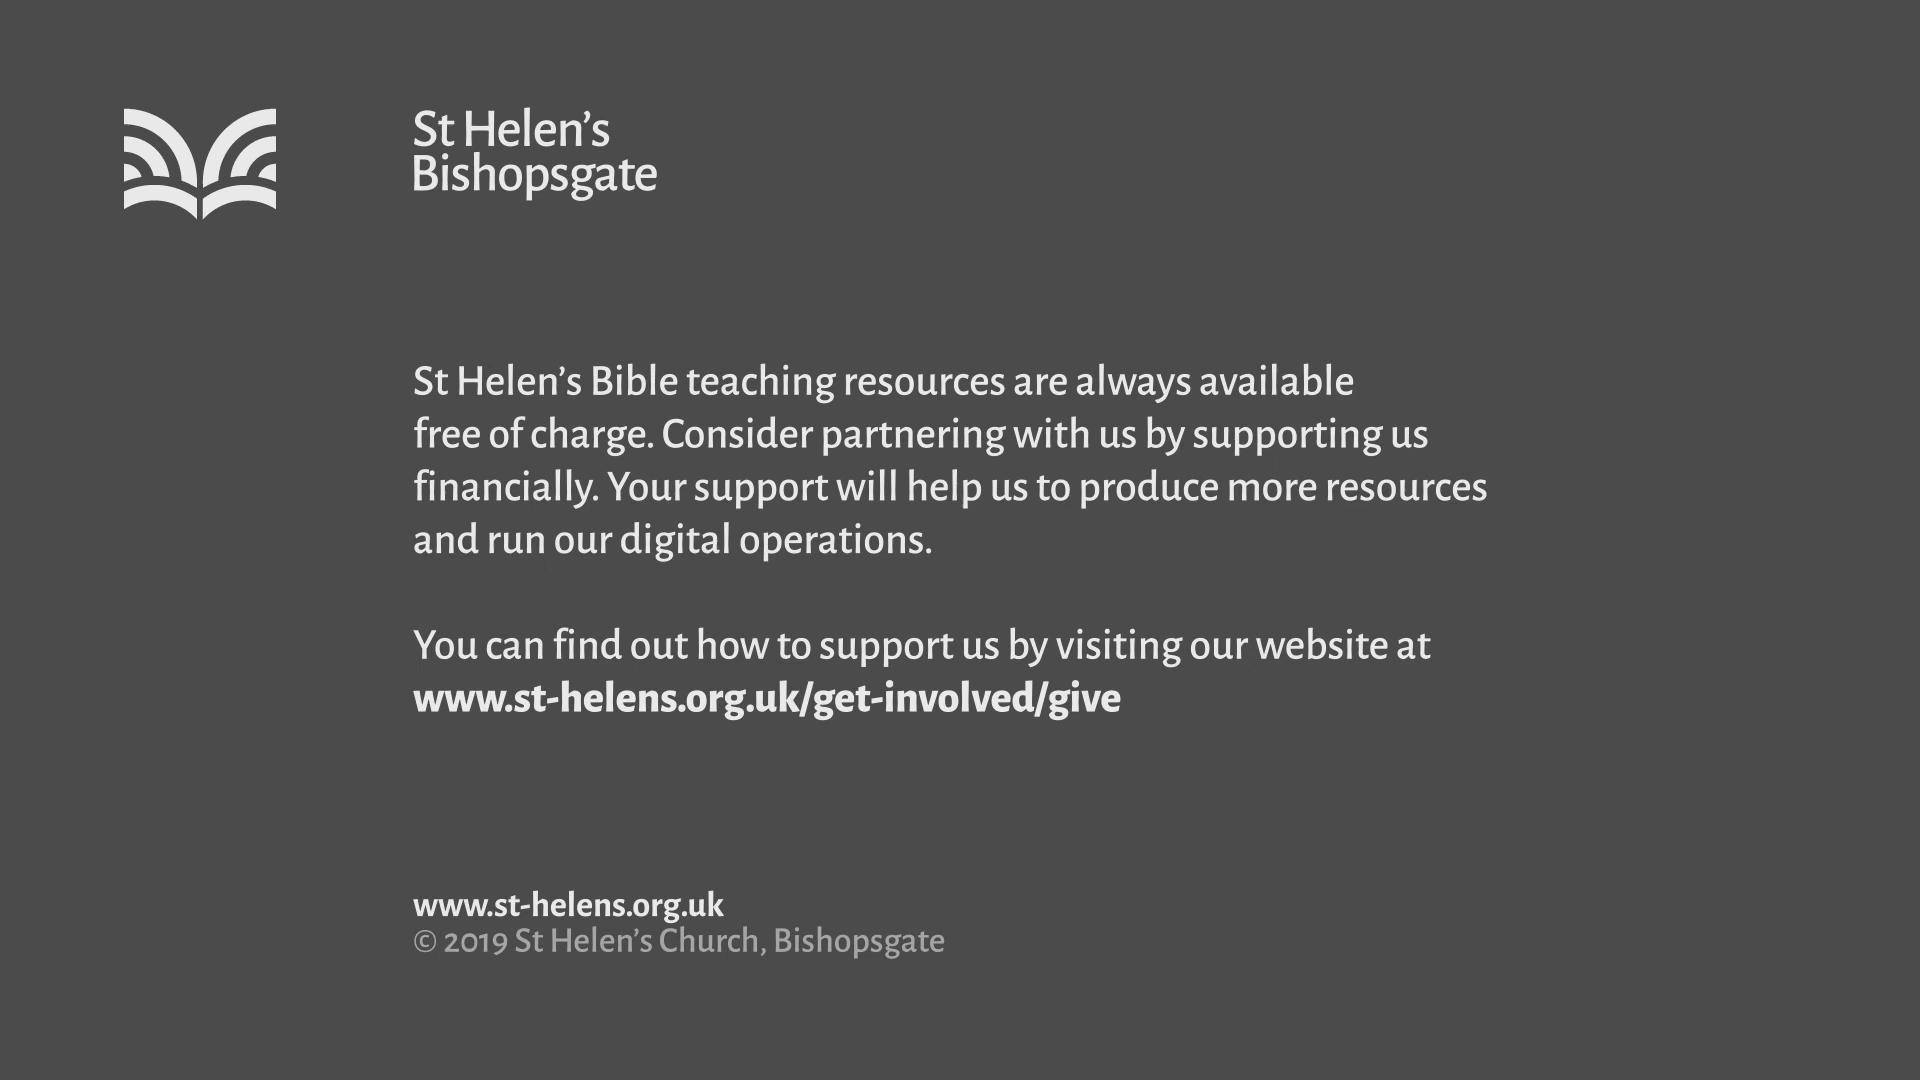 St Helen’s
Bishopsgate
St Helen’s Bible teaching resources are always available
free of charge. Consider partnering with us by supporting us
financially. Your support will help us to produce more resources
and run our digital operations.
You can find out how to support us by visiting our website at
www.st-helens.org.uk/get-involved/give
www.st-helens.org.uk
© 2019 St Helen’s Church, Bishopsgate